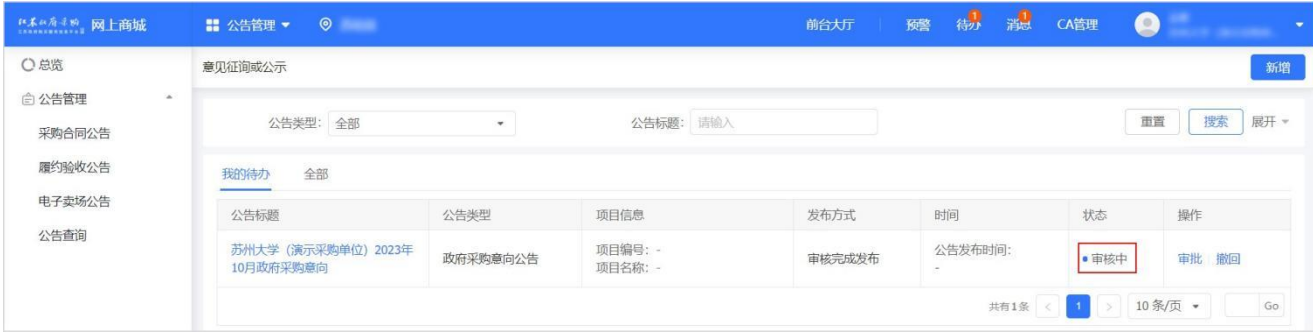 江苏政府采购 网上商城 公告管理 前台大厅 预警 待办 1 消息 1 CA管理
总览
意见征询或公示 新增
公告管理
公告类型: 全部 公告标题: 请输入 重置 搜索 展开
采购合同公告
履约验收公告
我的待办 全部
电子卖场公告
公告标题 公告类型 项目信息 发布方式 时间 状态 操作
公告查询
苏州大学（演示采购单位）2023年
10月政府采购意向
政府采购意向公告
项目编号: -
项目名称: -
审核完成发布
公告发布时间:
-
审核中
审批 撤回
共有1条 < 1 > 10 条/页 Go